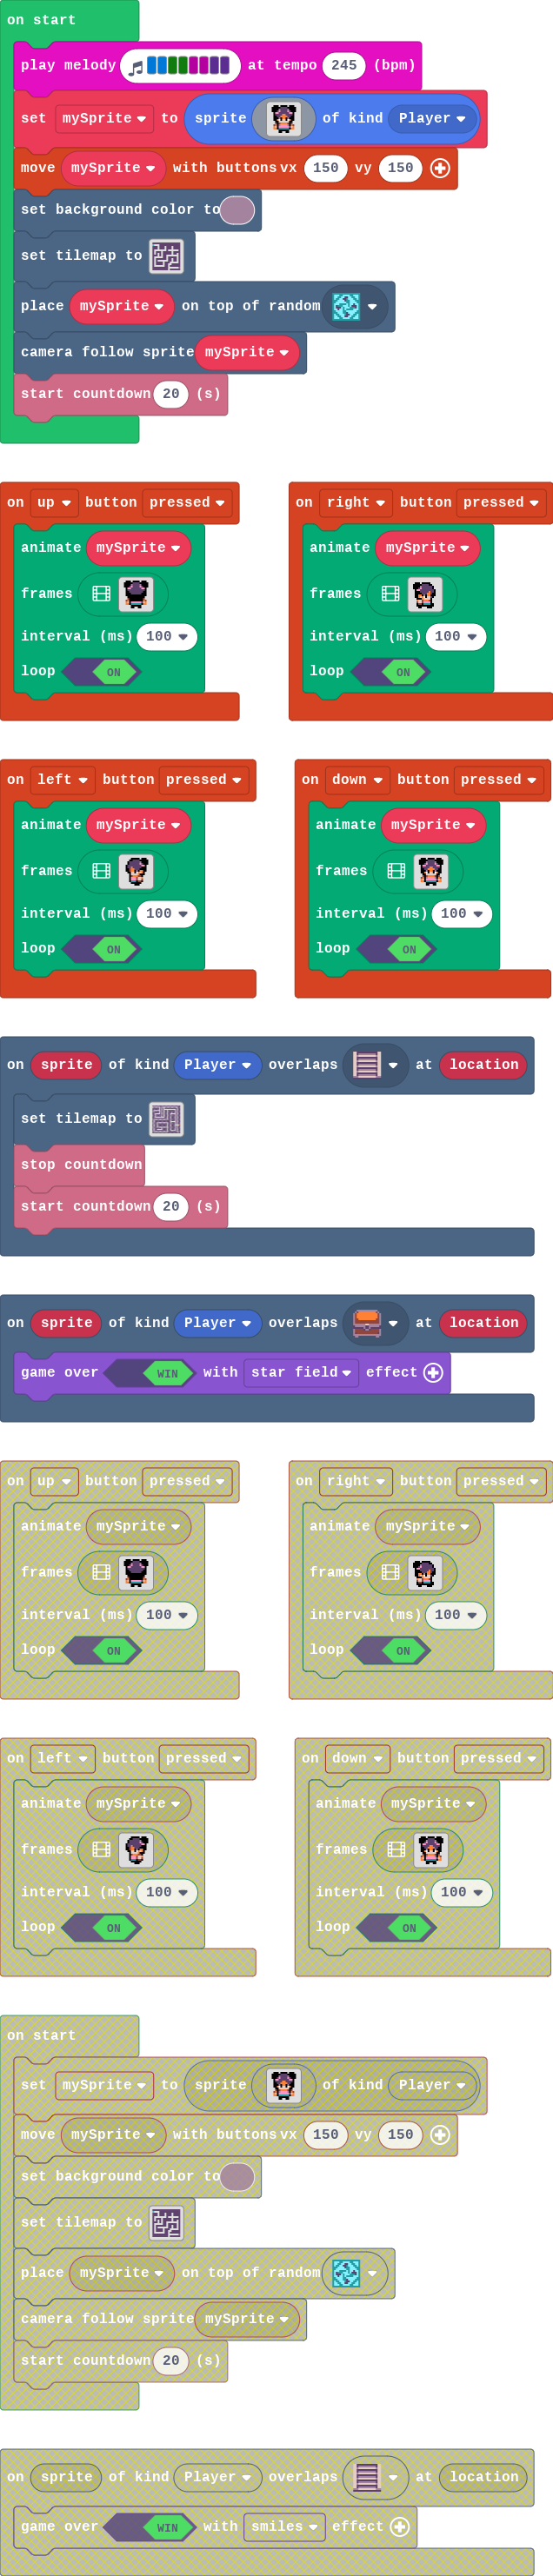 on start
play melody at tempo 245 (bpm)
set mySprite to sprite of kind Player
move mySprite with buttons vx 150 vy 150
set background color to
set tilemap to
place mySprite on top of random
camera follow sprite mySprite
start countdown 20 (s)
on up button pressed
animate mySprite
frames
interval (ms) 100
loop ON
on right button pressed
animate mySprite
frames
interval (ms) 100
loop ON
on left button pressed
animate mySprite
frames
interval (ms) 100
loop ON
on down button pressed
animate mySprite
frames
interval (ms) 100
loop ON
on sprite of kind Player overlaps at location
set tilemap to
stop countdown
start countdown 20 (s)
on sprite of kind Player overlaps at location
game over WIN with star field effect
on up button pressed
animate mySprite
frames
interval (ms) 100
loop ON
on right button pressed
animate mySprite
frames
interval (ms) 100
loop ON
on left button pressed
animate mySprite
frames
interval (ms) 100
loop ON
on down button pressed
animate mySprite
frames
interval (ms) 100
loop ON
on start
set mySprite to sprite of kind Player
move mySprite with buttons vx 150 vy 150
set background color to
set tilemap to
place mySprite on top of random
camera follow sprite mySprite
start countdown 20 (s)
on sprite of kind Player overlaps at location
game over WIN with smiles effect